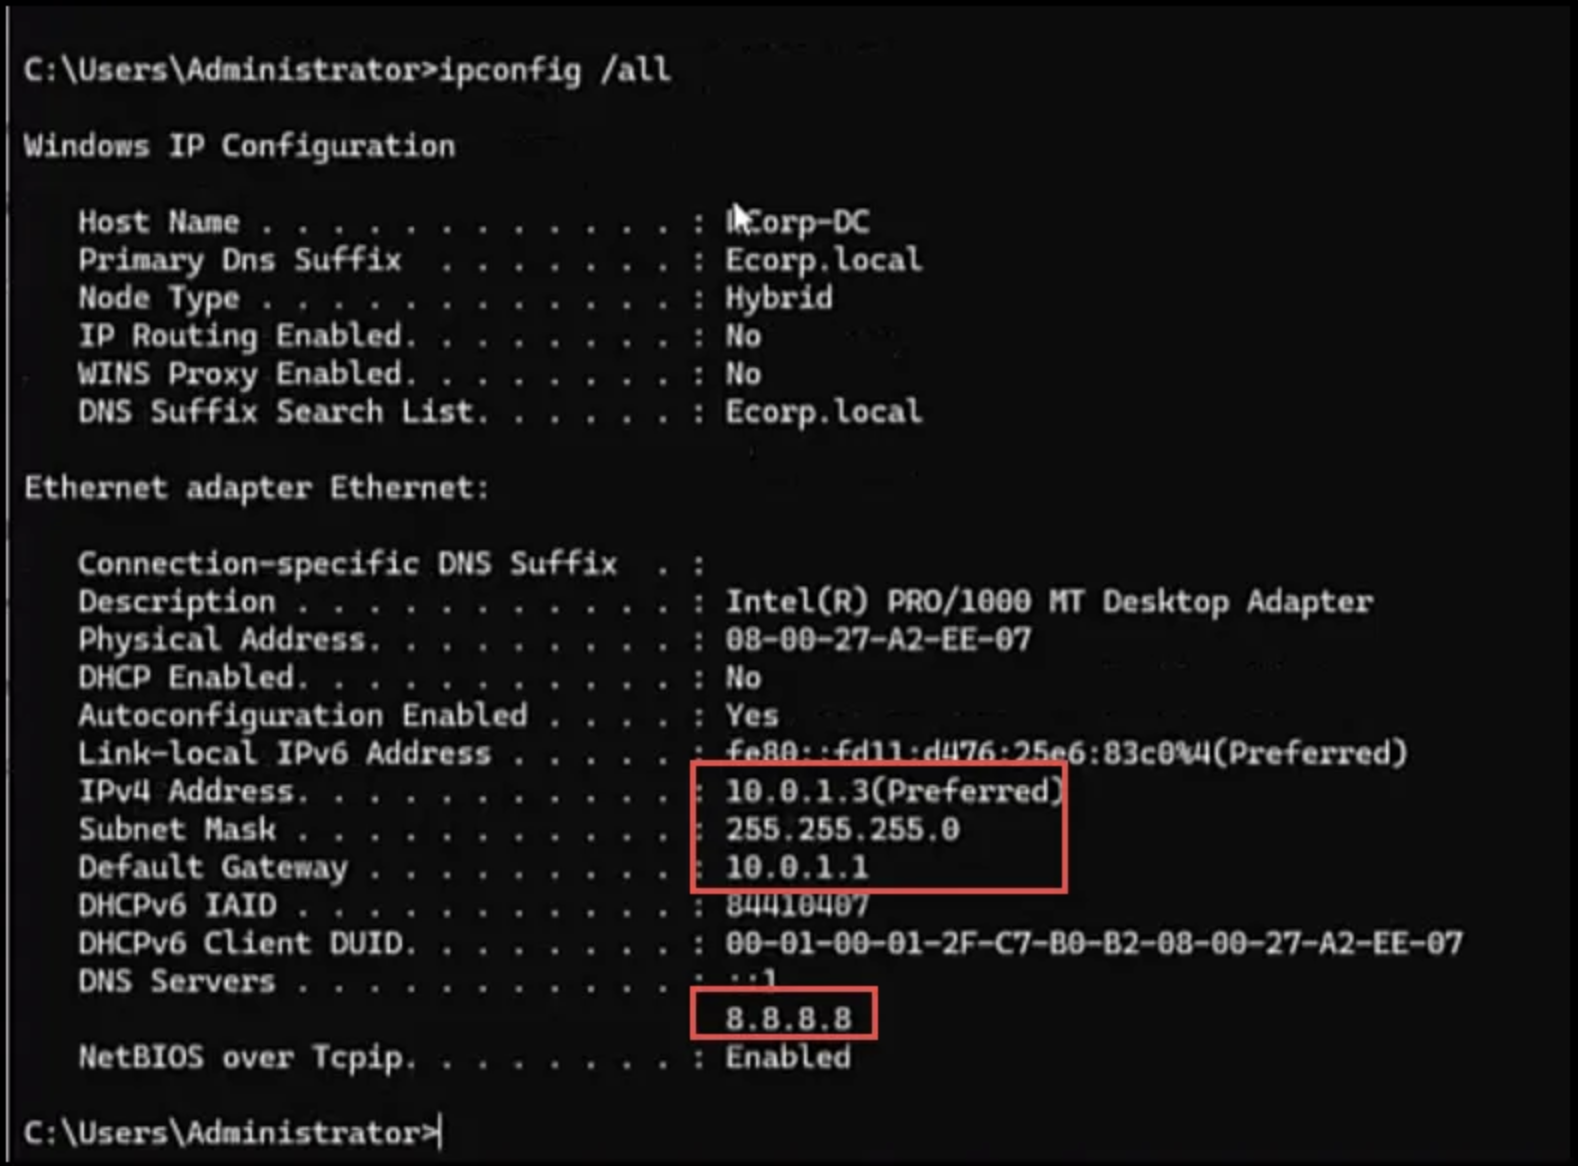 C:\Users\Administrator>ipconfig /all
Windows IP Configuration
Host Name . . . . . . . . . . . . : ECorp-DC
Primary Dns Suffix  . . . . . . . : Ecorp.local
Node Type . . . . . . . . . . . . : Hybrid
IP Routing Enabled. . . . . . . . : No
WINS Proxy Enabled. . . . . . . . : No
DNS Suffix Search List. . . . . . : Ecorp.local
Ethernet adapter Ethernet:
Connection-specific DNS Suffix  . :
Description . . . . . . . . . . . : Intel(R) PRO/1000 MT Desktop Adapter
Physical Address. . . . . . . . . : 08-00-27-A2-EE-07
DHCP Enabled. . . . . . . . . . . : No
Autoconfiguration Enabled . . . . : Yes
Link-local IPv6 Address . . . . . : fe80::fd11:d476:25e6:83c0%4(Preferred)
IPv4 Address. . . . . . . . . . . : 10.0.1.3(Preferred)
Subnet Mask . . . . . . . . . . . : 255.255.255.0
Default Gateway . . . . . . . . . : 10.0.1.1
DHCPv6 IAID . . . . . . . . . . . : 84410407
DHCPv6 Client DUID. . . . . . . . : 00-01-00-01-2F-C7-B0-B2-08-00-27-A2-EE-07
DNS Servers . . . . . . . . . . . : ::1
8.8.8.8
NetBIOS over Tcpip. . . . . . . . : Enabled
C:\Users\Administrator>